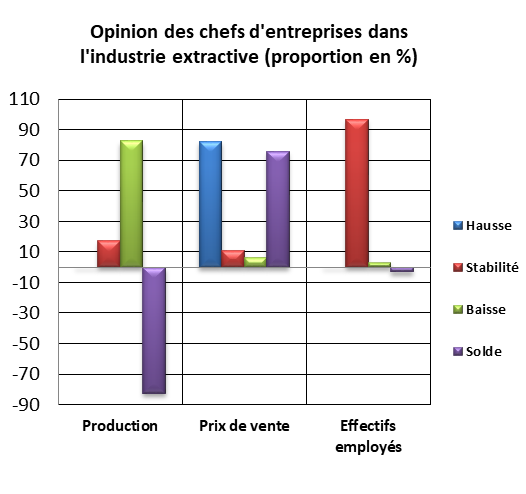 Opinion des chefs d'entreprises dans
l'industrie extractive (proportion en %)
110
90
70
50
30
10
-10
-30
-50
-70
-90
Production
Prix de vente
Effectifs
employés
Hausse
Stabilité
Baisse
Solde